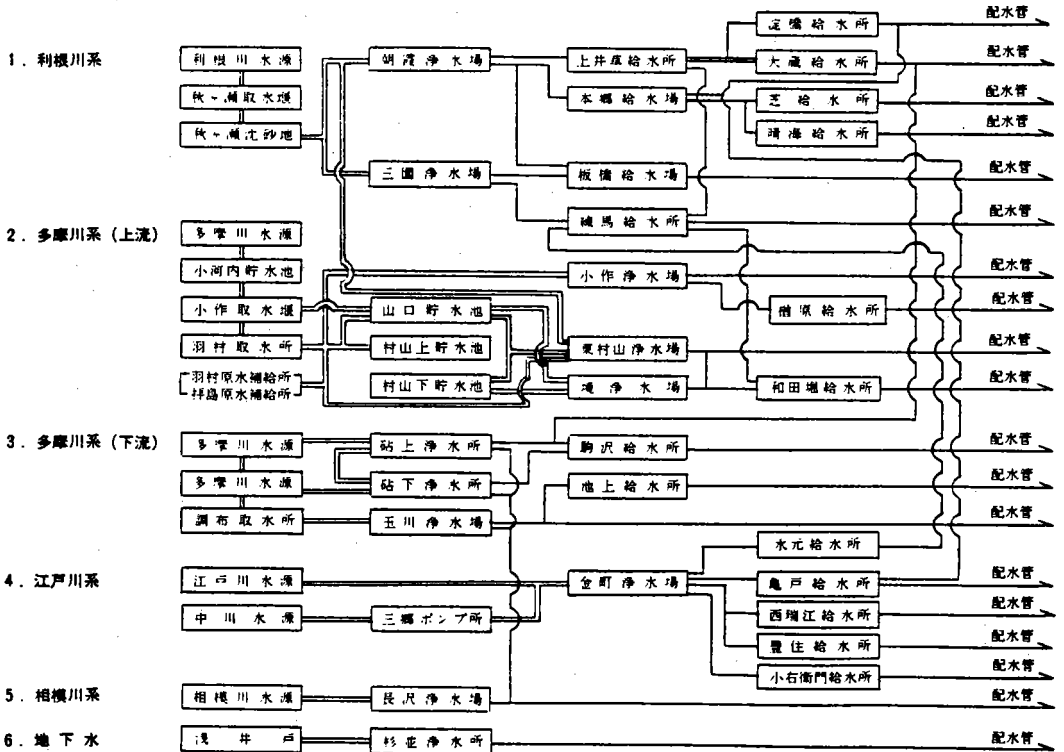 配水管
淀橋給水所
1. 利根川系
利根川水源
朝霞浄水場
上井草給水所
大蔵給水所
配水管
秋ヶ瀬取水堰
本郷給水場
芝給水所
配水管
秋ヶ瀬沈砂地
晴海給水所
配水管
三園浄水場
板橋給水場
配水管
練馬給水所
配水管
2. 多摩川系(上流)
多摩川水源
小河内貯水池
小作浄水場
配水管
小作取水堰
山口貯水池
楢原給水所
配水管
羽村取水所
村山上貯水池
東村山浄水場
配水管
羽村原水補給所
拝島原水補給所
村山下貯水池
境浄水場
和田堀給水所
配水管
3. 多摩川系(下流)
多摩川水源
砧上浄水所
駒沢給水所
配水管
多摩川水源
砧下浄水所
池上給水所
配水管
調布取水所
玉川浄水場
配水管
水元給水所
4. 江戸川系
江戸川水源
金町浄水場
亀戸給水所
配水管
中川水源
三郷ポンプ所
西瑞江給水所
配水管
豊住給水所
配水管
小右衛門給水所
配水管
5. 相模川系
相模川水源
長沢浄水場
配水管
6. 地下水
浅井戸
杉並浄水所
配水管